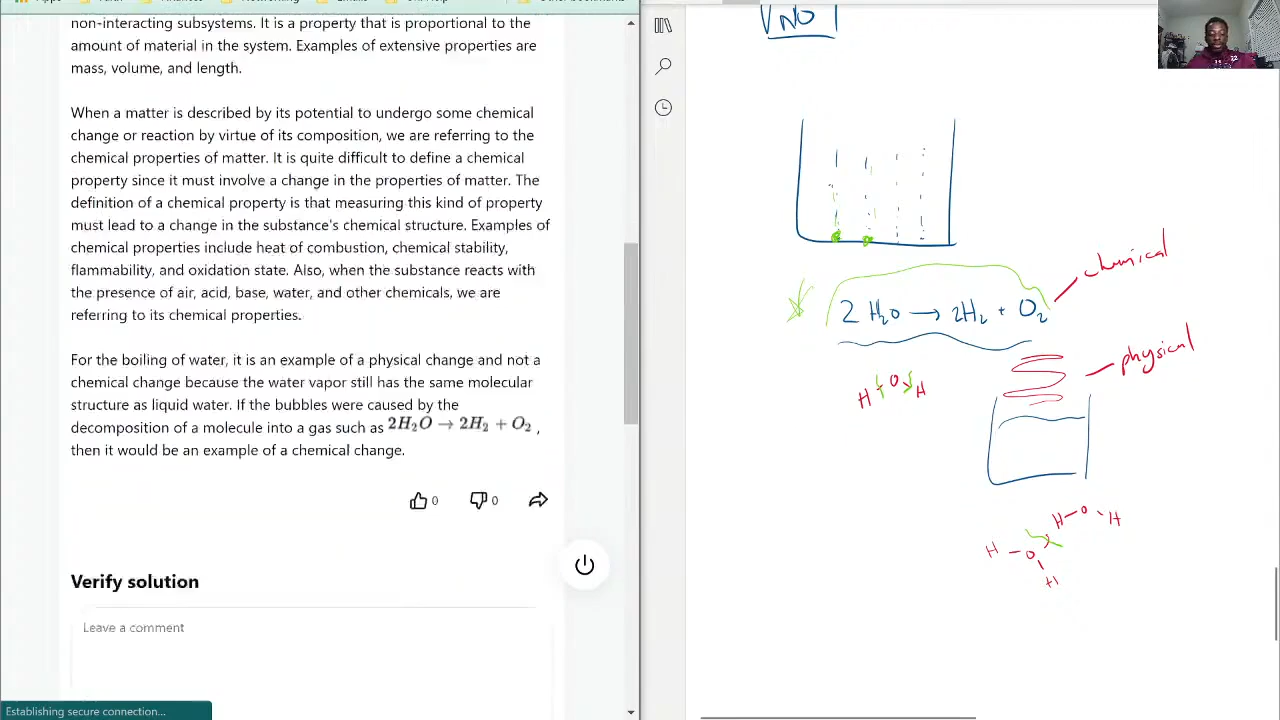 Apps
Networking
Other bookmarks
non-interacting subsystems. It is a property that is proportional to the
amount of material in the system. Examples of extensive properties are
mass, volume, and length.
When a matter is described by its potential to undergo some chemical
change or reaction by virtue of its composition, we are referring to the
chemical properties of matter. It is quite difficult to define a chemical
property since it must involve a change in the properties of matter. The
definition of a chemical property is that measuring this kind of property
must lead to a change in the substance's chemical structure. Examples of
chemical properties include heat of combustion, chemical stability,
flammability, and oxidation state. Also, when the substance reacts with
the presence of air, acid, base, water, and other chemicals, we are
referring to its chemical properties.
For the boiling of water, it is an example of a physical change and not a
chemical change because the water vapor still has the same molecular
structure as liquid water. If the bubbles were caused by the
decomposition of a molecule into a gas such as 2H₂O → 2H₂ + O₂ ,
then it would be an example of a chemical change.
0 0
Verify solution
Leave a comment
Establishing secure connection...
chemical
2 H₂O → 2H₂ + O₂
physical
H O H
H - O - H
H - O
H